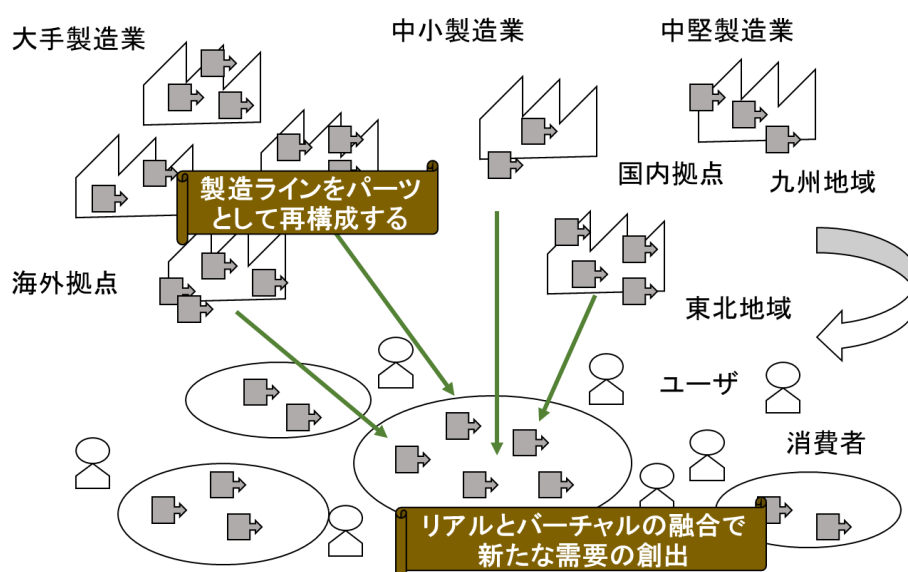 大手製造業
中小製造業
中堅製造業
製造ラインをパーツ
として再構成する
国内拠点
九州地域
海外拠点
東北地域
ユーザ
消費者
リアルとバーチャルの融合で
新たな需要の創出